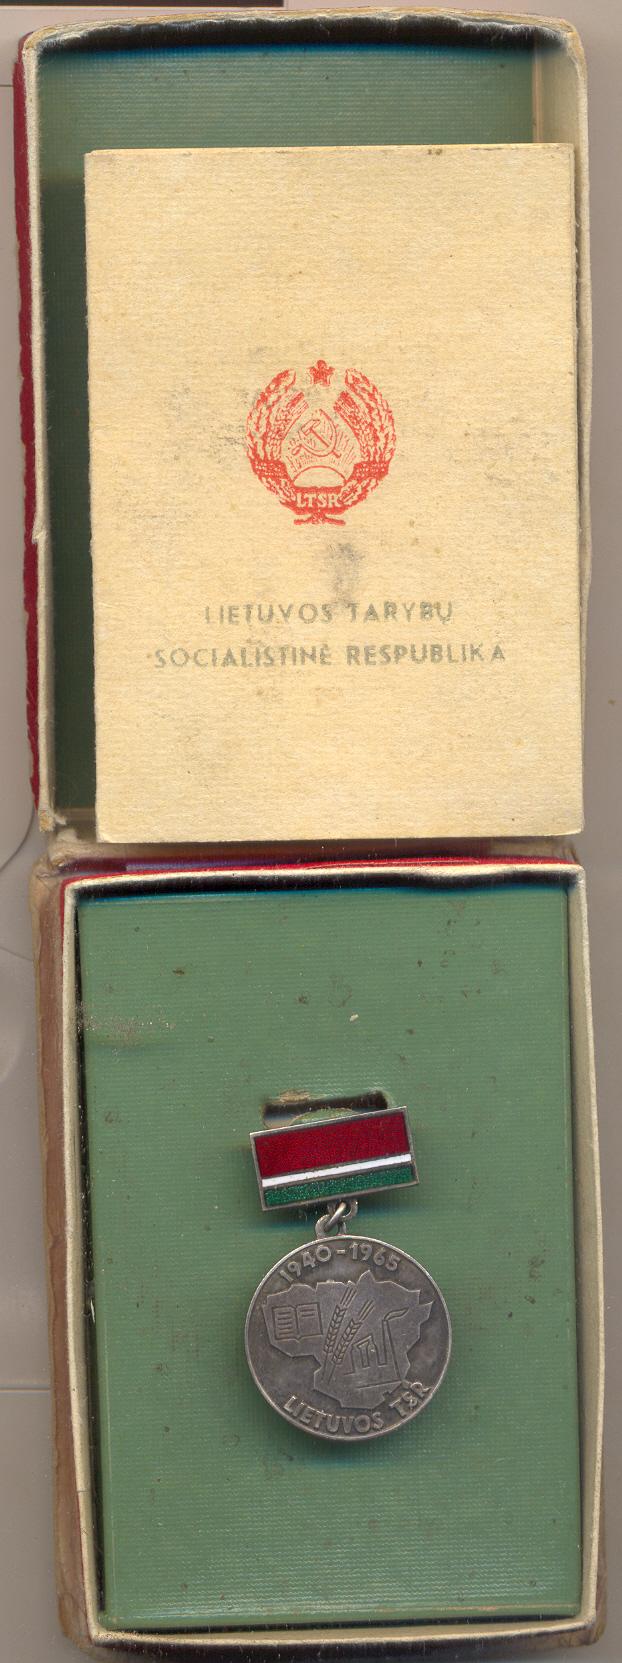 LTSR
LIETUVOS TARYBŲ
SOCIALISTINĖ RESPUBLIKA
1940-1965
LIETUVOS TSR